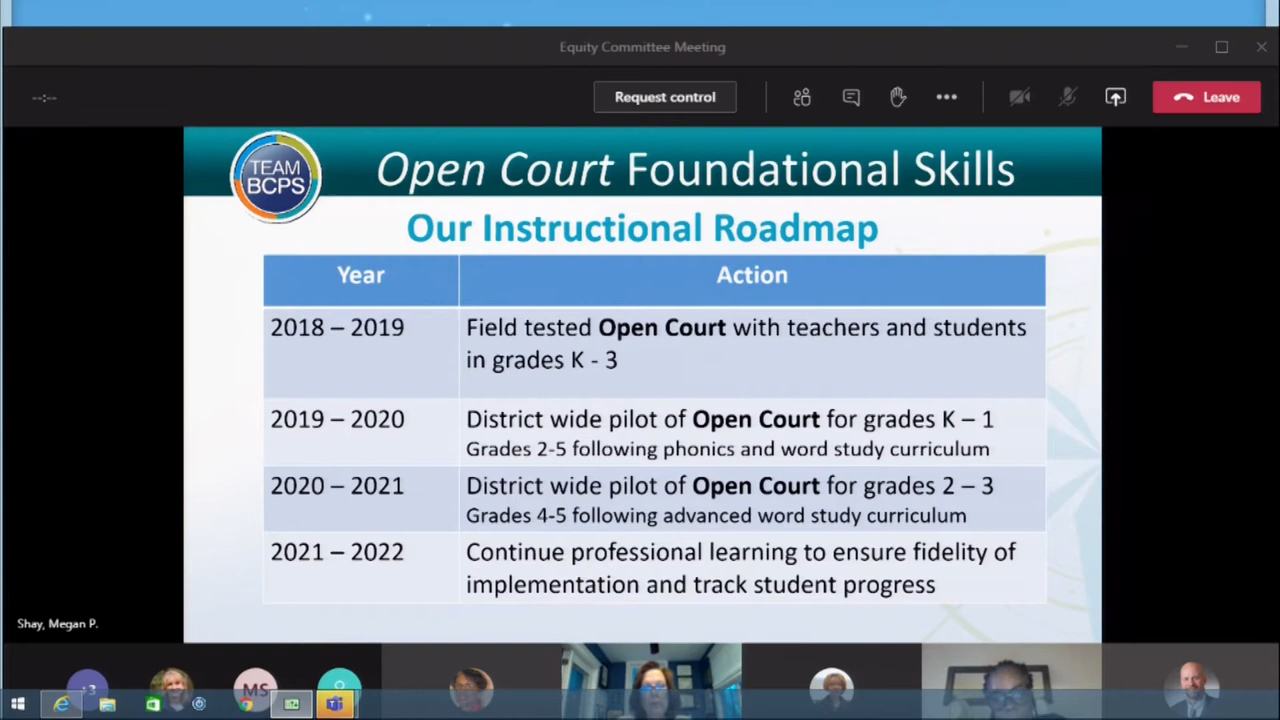 Equity Committee Meeting
--:--
Request control
Leave
TEAM
BCPS
Open Court Foundational Skills
Our Instructional Roadmap
Year
Action
2018 – 2019
Field tested Open Court with teachers and students
in grades K - 3
2019 – 2020
District wide pilot of Open Court for grades K – 1
Grades 2-5 following phonics and word study curriculum
2020 – 2021
District wide pilot of Open Court for grades 2 – 3
Grades 4-5 following advanced word study curriculum
2021 – 2022
Continue professional learning to ensure fidelity of
implementation and track student progress
Shay, Megan P.
+3
MS